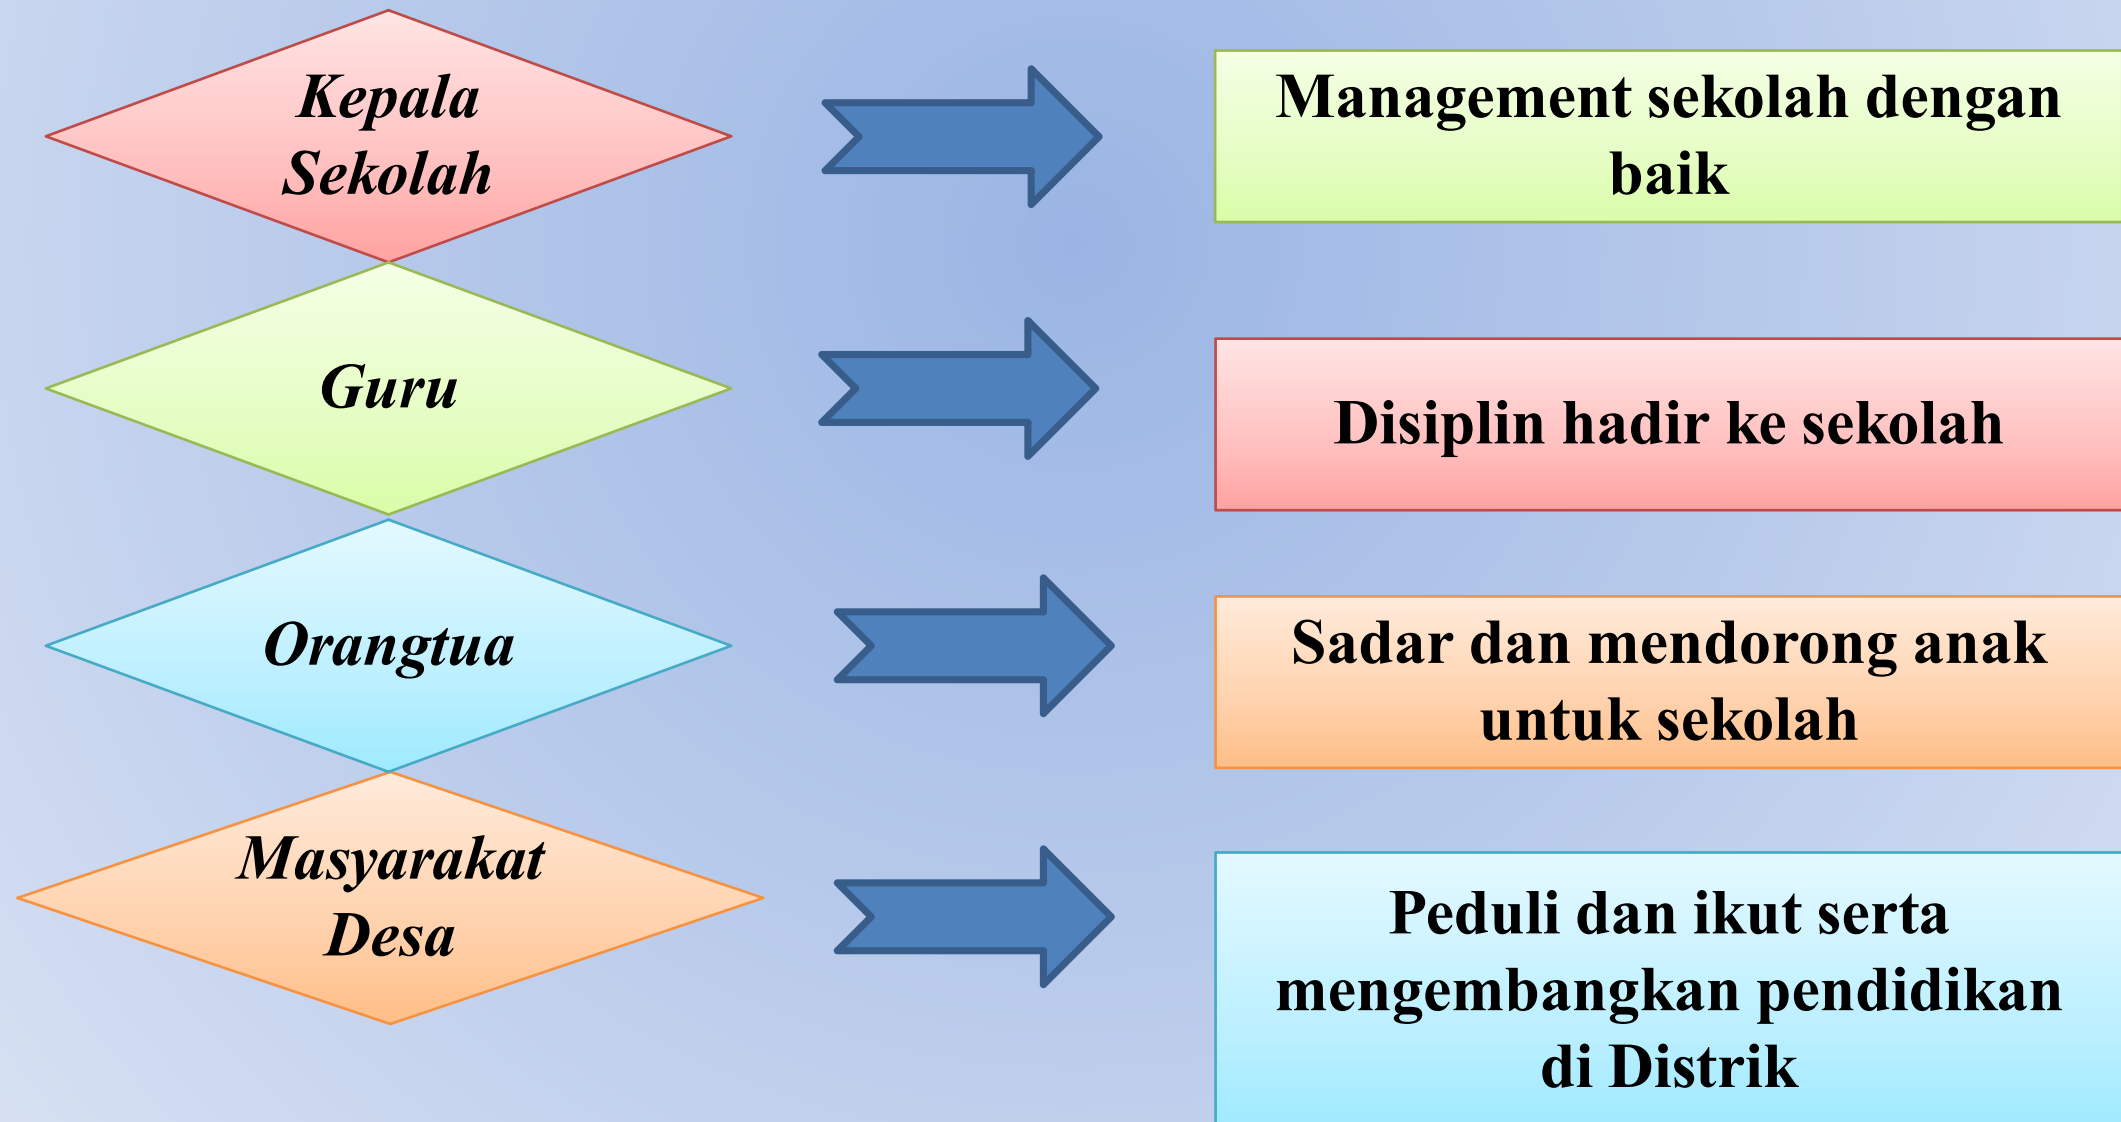 Kepala
Sekolah
Management sekolah dengan
baik
Guru
Disiplin hadir ke sekolah
Orangtua
Sadar dan mendorong anak
untuk sekolah
Masyarakat
Desa
Peduli dan ikut serta
mengembangkan pendidikan
di Distrik